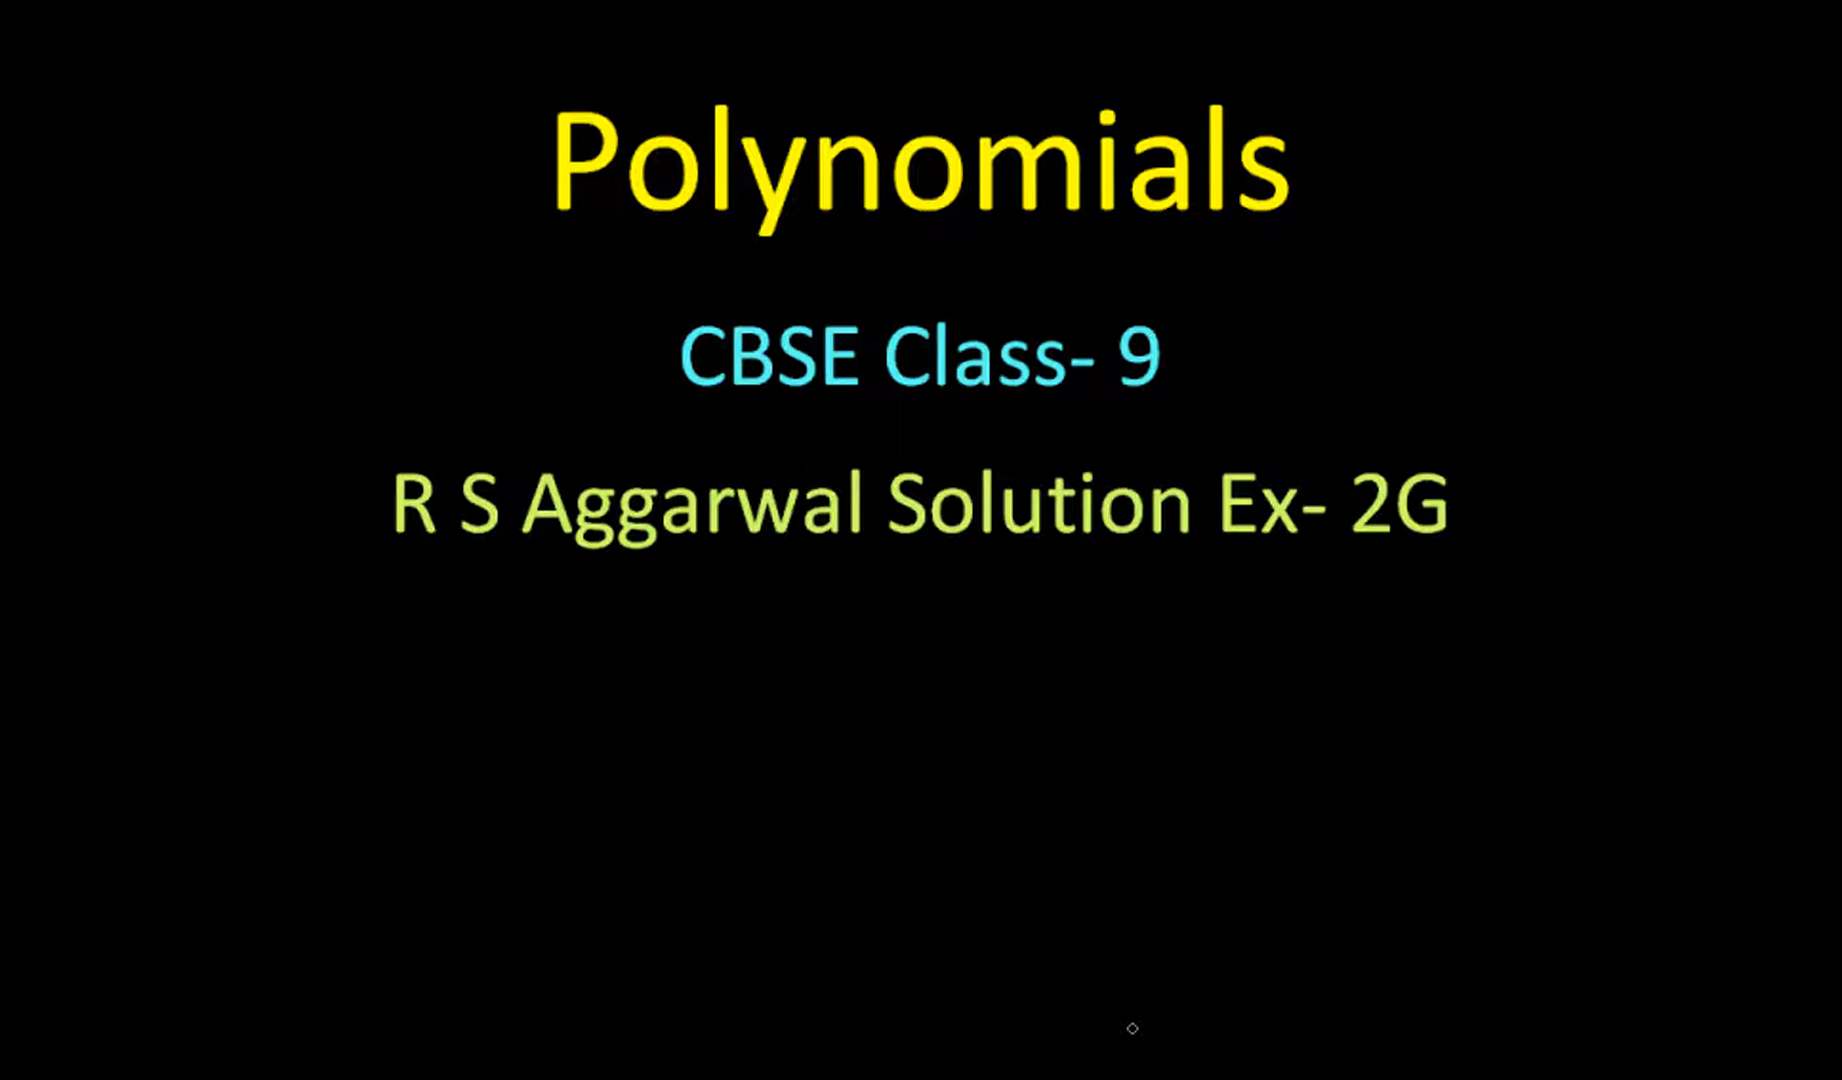 Polynomials
CBSE Class- 9
R S Aggarwal Solution Ex- 2G